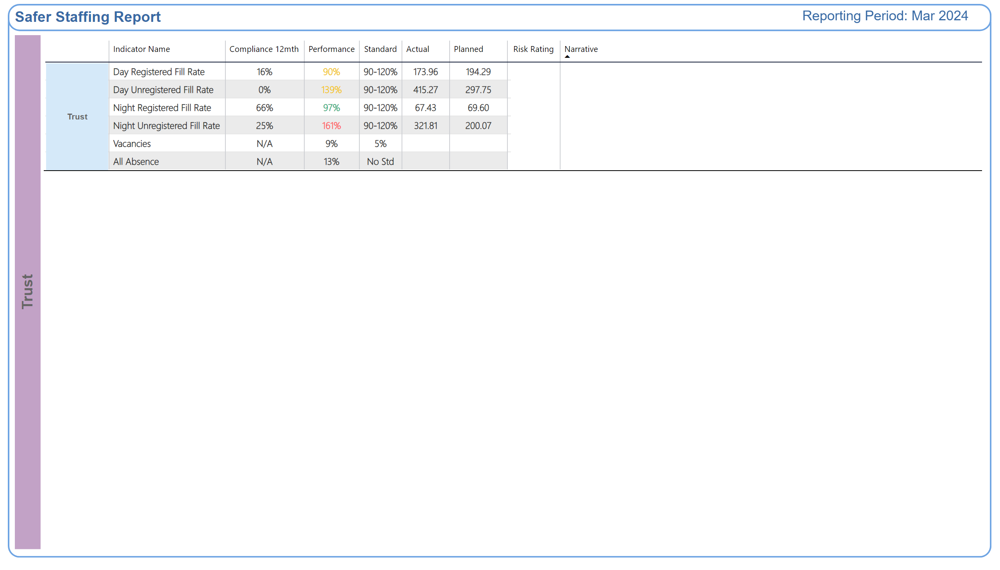 Safer Staffing Report
Reporting Period: Mar 2024
Indicator Name Compliance 12mth Performance Standard Actual Planned Risk Rating Narrative
Day Registered Fill Rate 16% 90% 90-120% 173.96 194.29
Day Unregistered Fill Rate 0% 139% 90-120% 415.27 297.75
Night Registered Fill Rate 66% 97% 90-120% 67.43 69.60
Trust
Night Unregistered Fill Rate 25% 161% 90-120% 321.81 200.07
Vacancies N/A 9% 5%
All Absence N/A 13% No Std
Trust